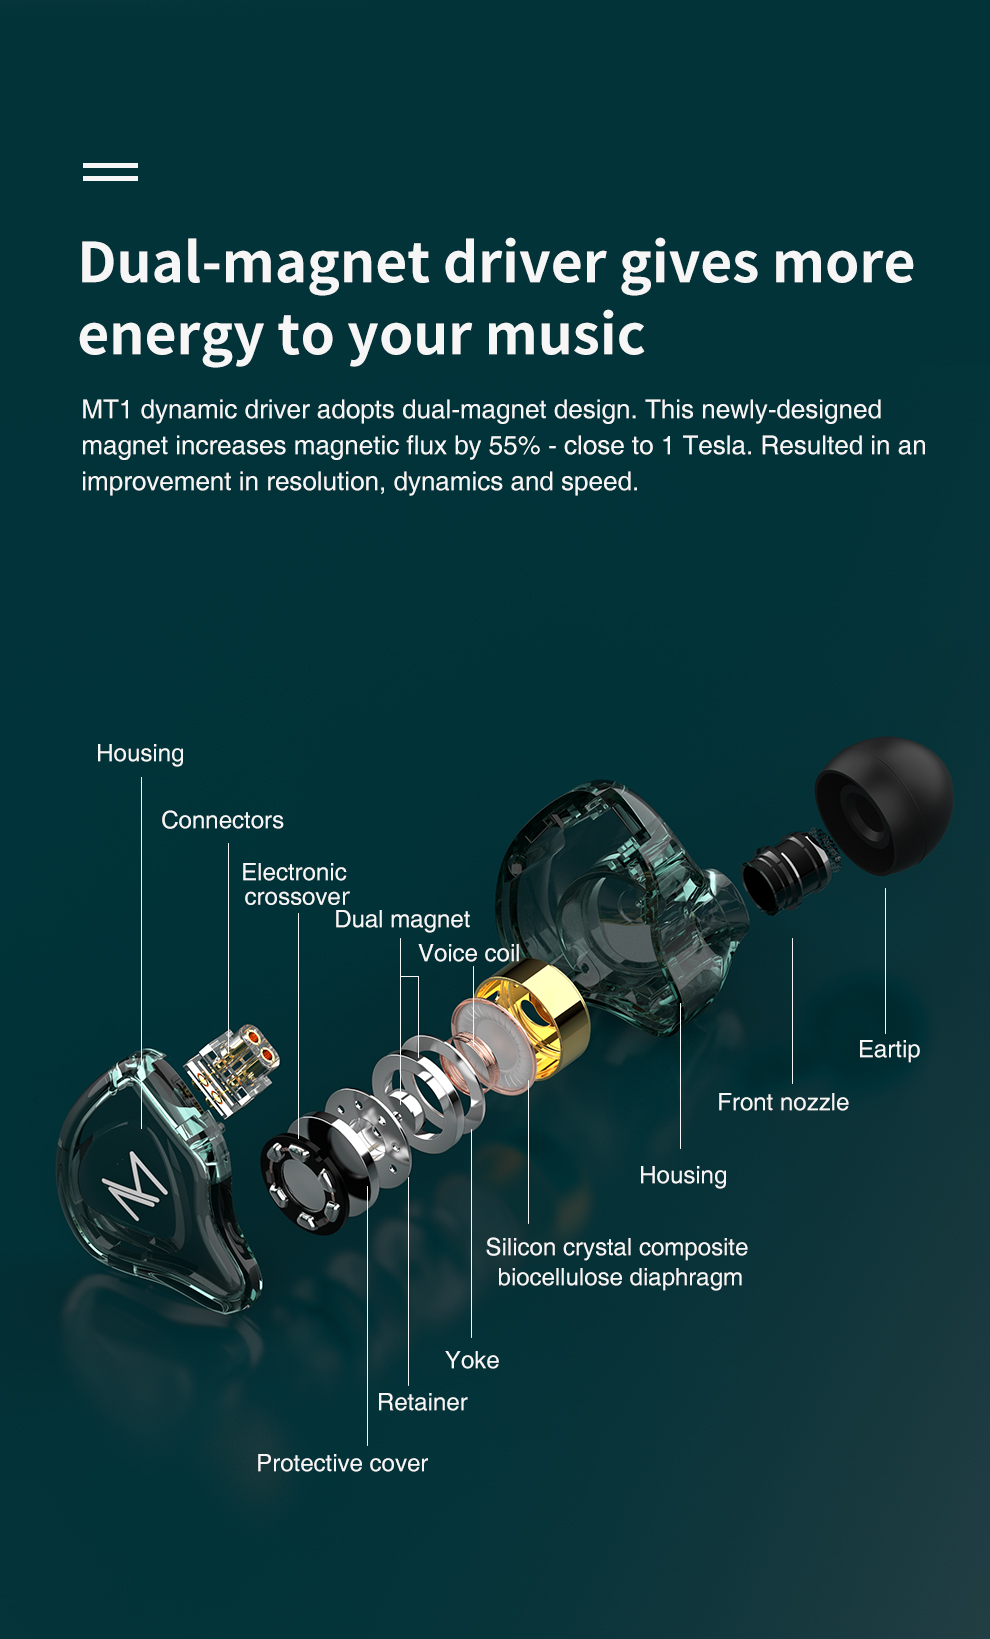 Dual-magnet driver gives more
energy to your music
MT1 dynamic driver adopts dual-magnet design. This newly-designed
magnet increases magnetic flux by 55% - close to 1 Tesla. Resulted in an
improvement in resolution, dynamics and speed.
Housing
Connectors
Electronic
crossover
Dual magnet
Voice coil
Eartip
Front nozzle
Housing
Silicon crystal composite
biocellulose diaphragm
Yoke
Retainer
Protective cover